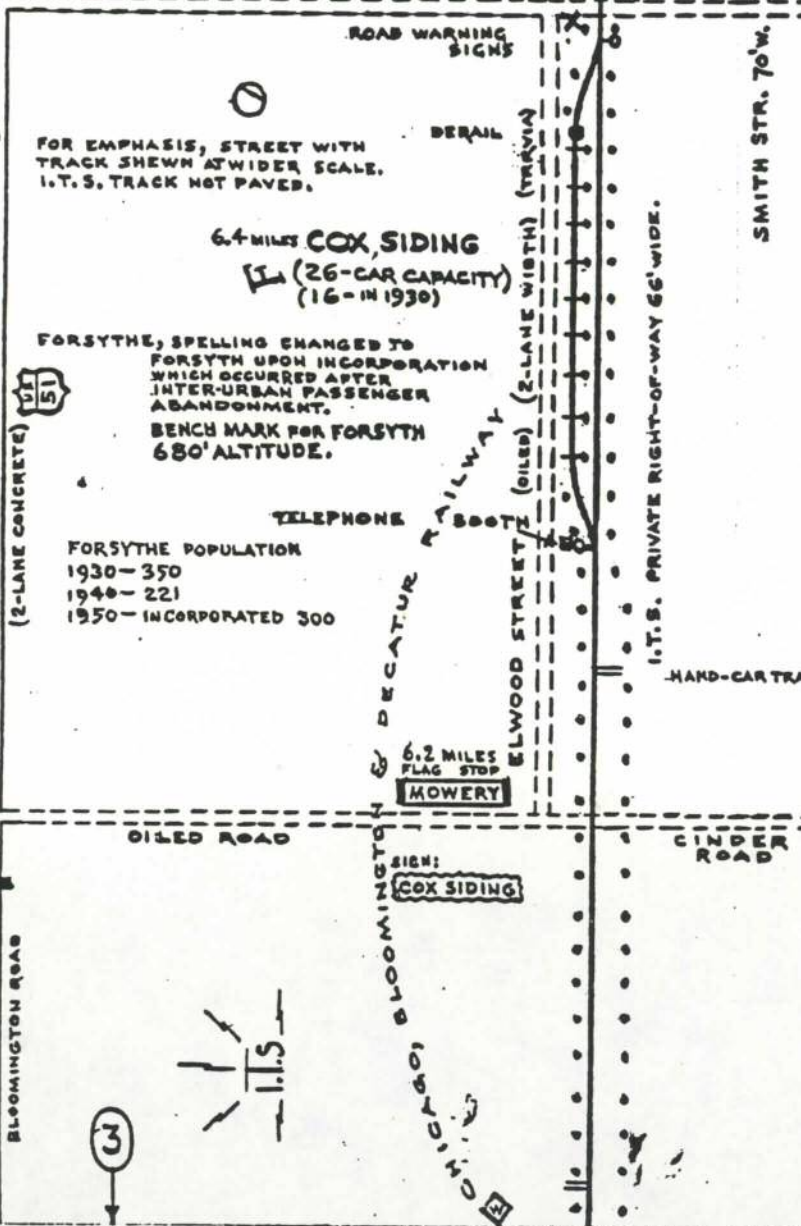 ROAD WARNING
SIGNS
FOR EMPHASIS, STREET WITH
TRACK SHEWN AT WIDER SCALE.
I.T.S. TRACK NOT PAVED.
DERAIL
SMITH STR. 70'W.
6.4 MILES COX, SIDING
(26-CAR CAPACITY)
(16-IN 1930)
FORSYTHE, SPELLING CHANGED TO
FORSYTH UPON INCORPORATION
WHICH OCCURRED AFTER
INTER-URBAN PASSENGER
ABANDONMENT.
BENCH MARK FOR FORSYTH
680' ALTITUDE.
US
51
(2-LANE CONCRETE)
TELEPHONE BOOTH
FORSYTHE POPULATION
1930-350
1940-221
1950-INCORPORATED 300
ELWOOD STREET (OILED) (2-LANE WIDTH) (TARVIA)
I.T.S. PRIVATE RIGHT-OF-WAY 66' WIDE.
HAND-CAR TRA
6.2 MILES
FLAG STOP
MOWERY
OILED ROAD
CINDER
ROAD
SIGN:
COX SIDING
CHICAGO, BLOOMINGTON & DECATUR RAILWAY
BLOOMINGTON ROAD
I.T.S
3